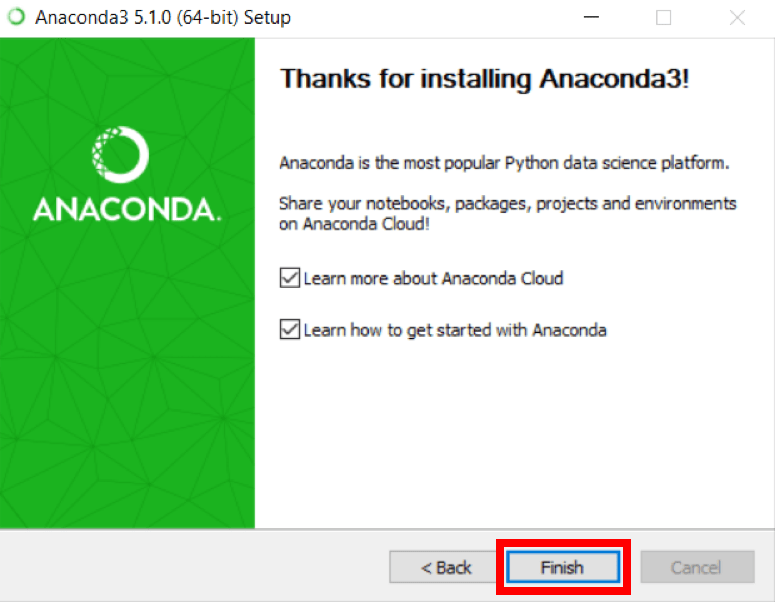 Anaconda3 5.1.0 (64-bit) Setup
ANACONDA.
Thanks for installing Anaconda3!
Anaconda is the most popular Python data science platform.
Share your notebooks, packages, projects and environments
on Anaconda Cloud!
Learn more about Anaconda Cloud
Learn how to get started with Anaconda
< Back
Finish
Cancel